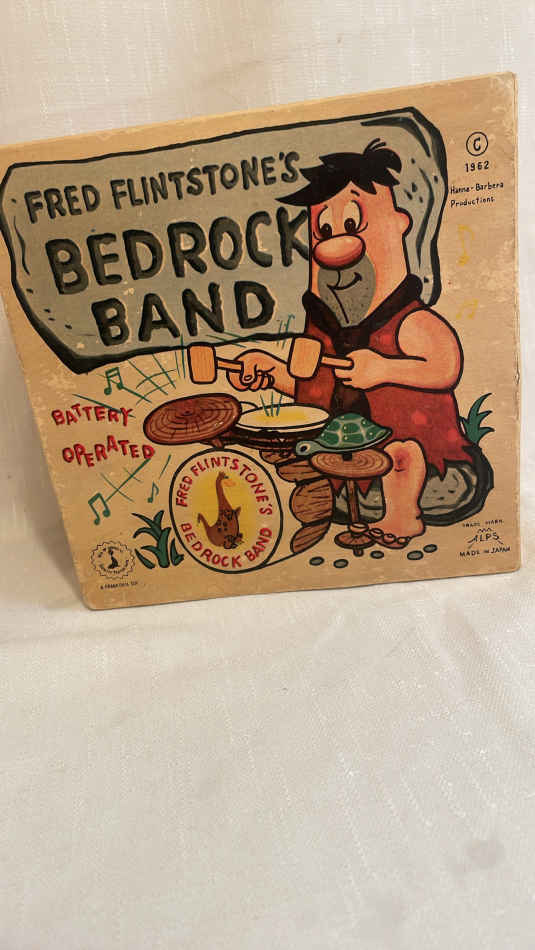 FRED FLINTSTONE'S
BEDROCK
BAND
C
1962
Hanna-Barbera
Productions
BATTERY
OPERATED
FRED FLINTSTONE'S
BEDROCK BAND
TRADE MARK
ALPS
MADE IN JAPAN